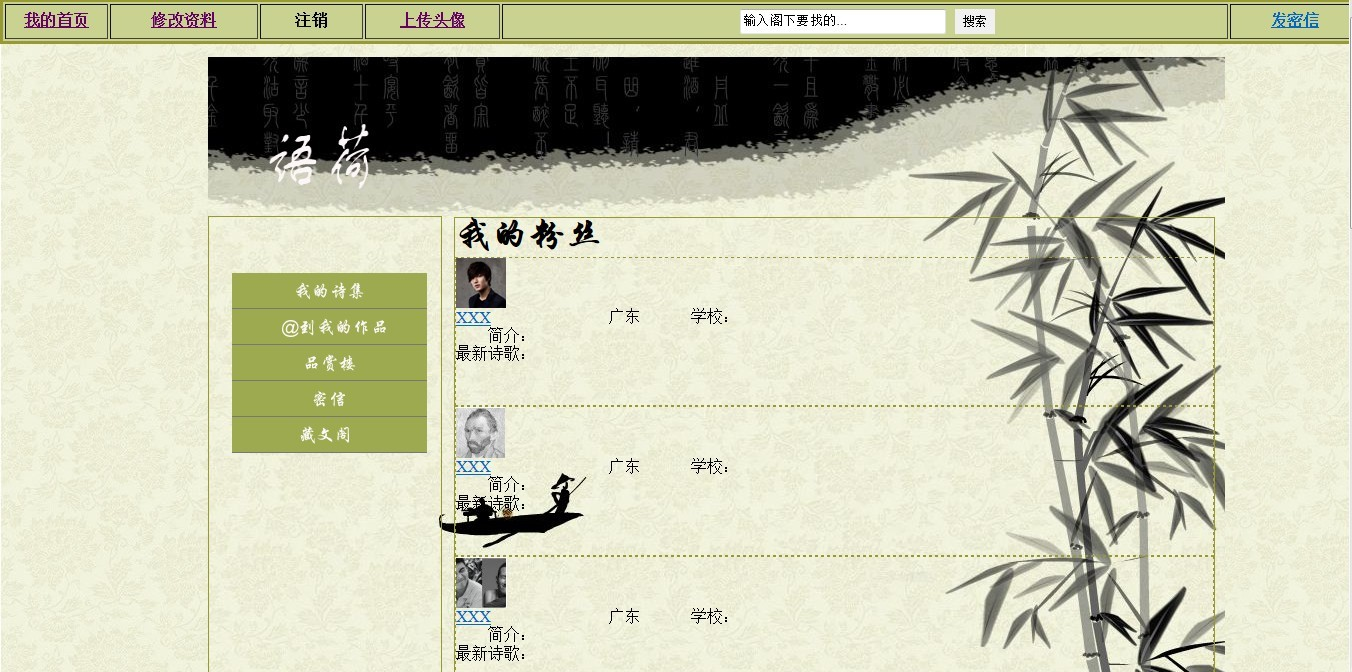 我的首页 修改资料 注销 上传头像 输入阁下要找的... 搜索 发密信
語荷
我的粉丝
我的诗集
@到我的作品
品赏楼
密信
藏文阁
XXX 广东 学校：
简介：
最新诗歌：
XXX 广东 学校：
简介：
最新诗歌：
XXX 广东 学校：
简介：
最新诗歌：